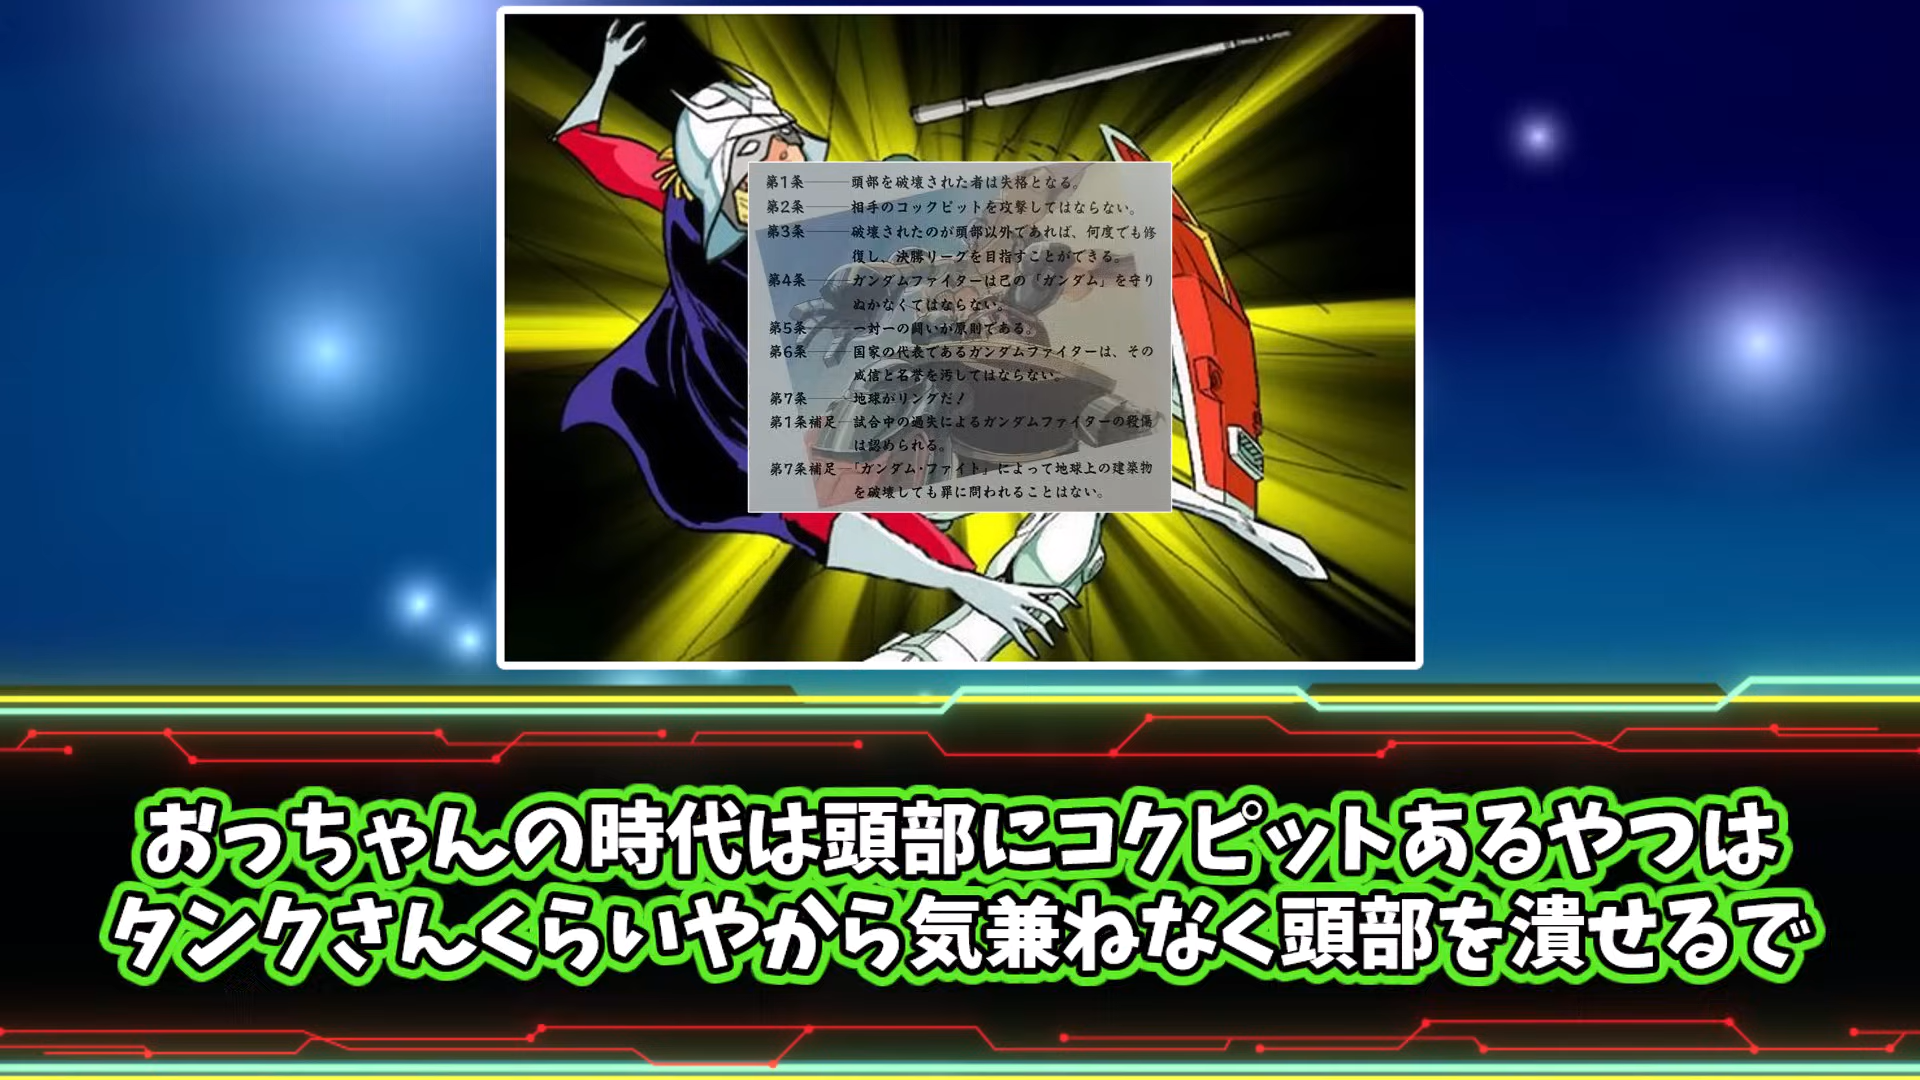 第1条──頭部を破壊された者は失格となる。
第2条──相手のコックピットを攻撃してはならない。
第3条──破壊されたのが頭部以外であれば、何度でも修
復し、決勝リーグを目指すことができる。
第4条──ガンダムファイターは己の「ガンダム」を守り
ぬかなくてはならない。
第5条──一対一の闘いが原則である。
第6条──国家の代表であるガンダムファイターは、その
威信と名誉を汚してはならない。
第7条──地球がリングだ！
第1条補足─試合中の過失によるガンダムファイターの殺傷
は認められる。
第7条補足─「ガンダム・ファイト」によって地球上の建築物
を破壊しても罪に問われることはない。
おっちゃんの時代は頭部にコクピットあるやつは
タンクさんくらいやから気兼ねなく頭部を潰せるで